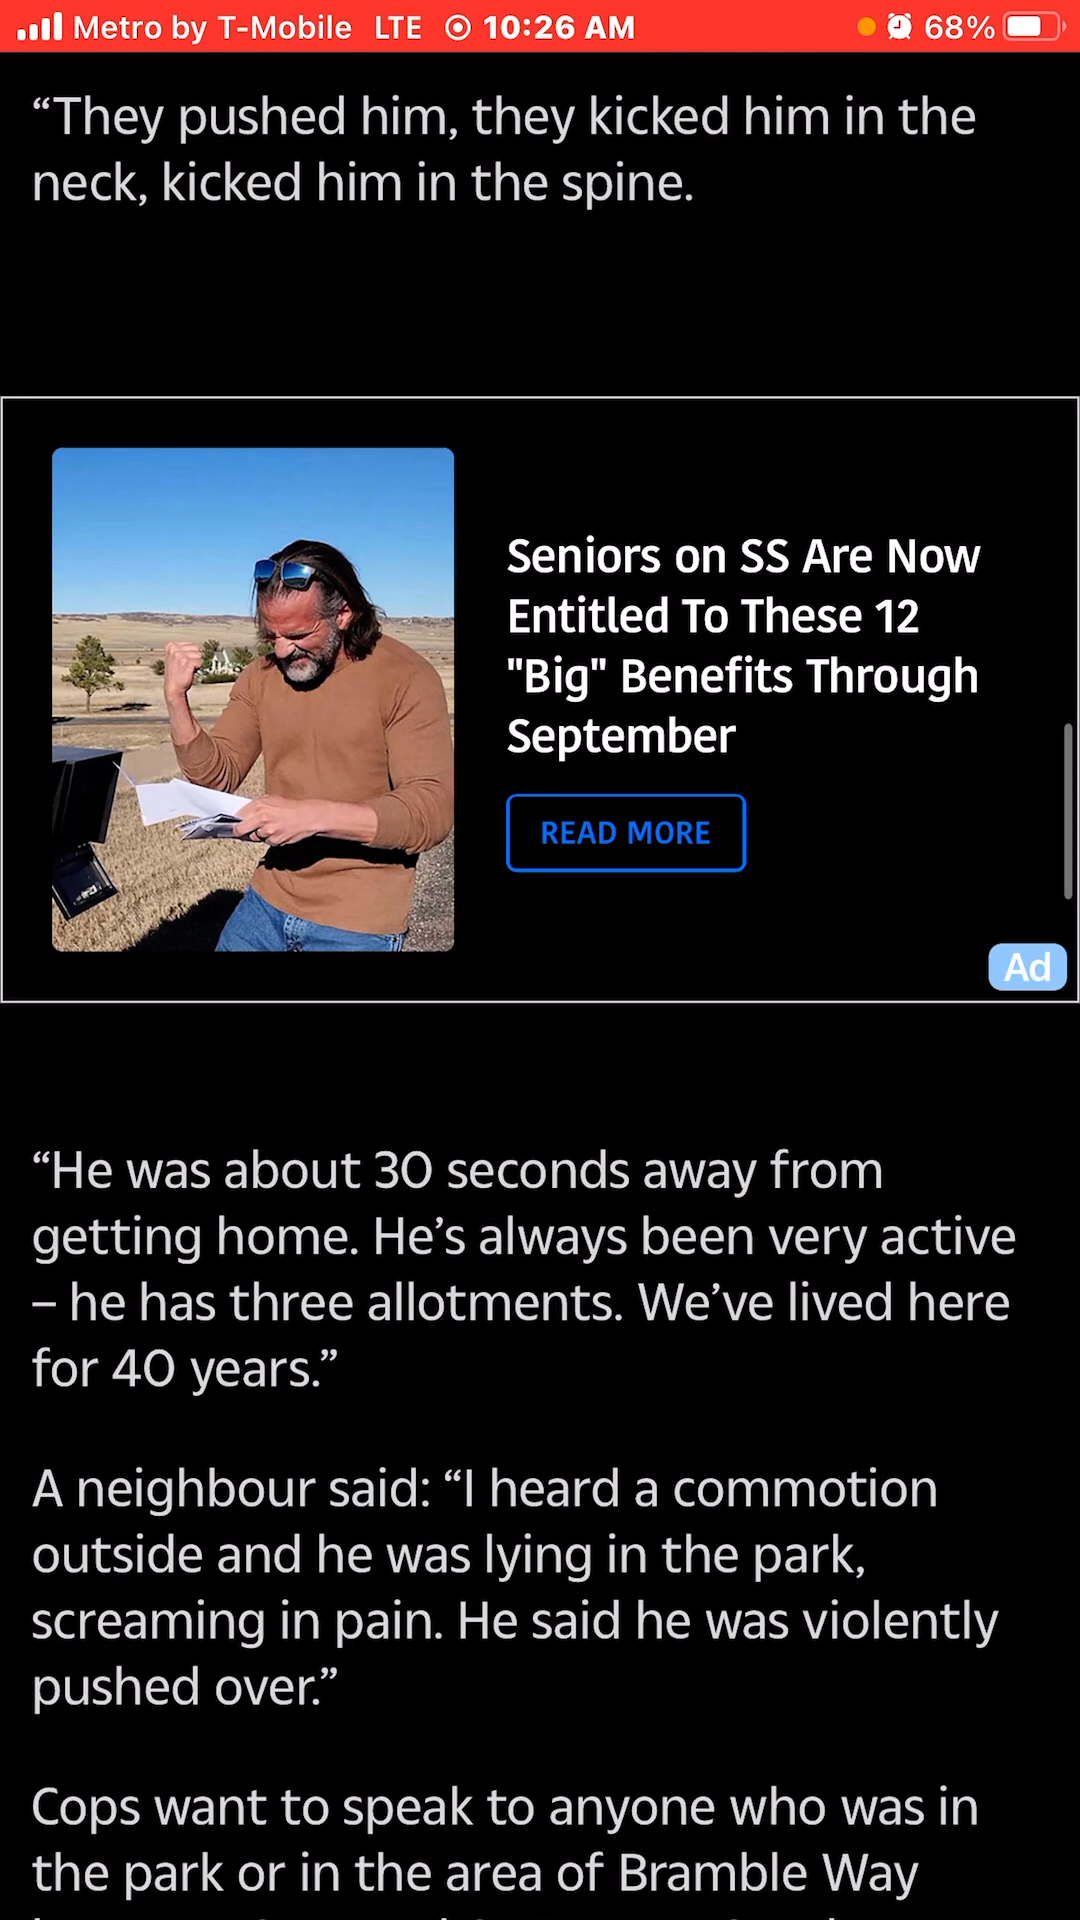 Metro by T-Mobile LTE 10:26 AM 68%
“They pushed him, they kicked him in the
neck, kicked him in the spine.
Seniors on SS Are Now
Entitled To These 12
"Big" Benefits Through
September
READ MORE
Ad
“He was about 30 seconds away from
getting home. He’s always been very active
– he has three allotments. We’ve lived here
for 40 years.”
A neighbour said: “I heard a commotion
outside and he was lying in the park,
screaming in pain. He said he was violently
pushed over.”
Cops want to speak to anyone who was in
the park or in the area of Bramble Way